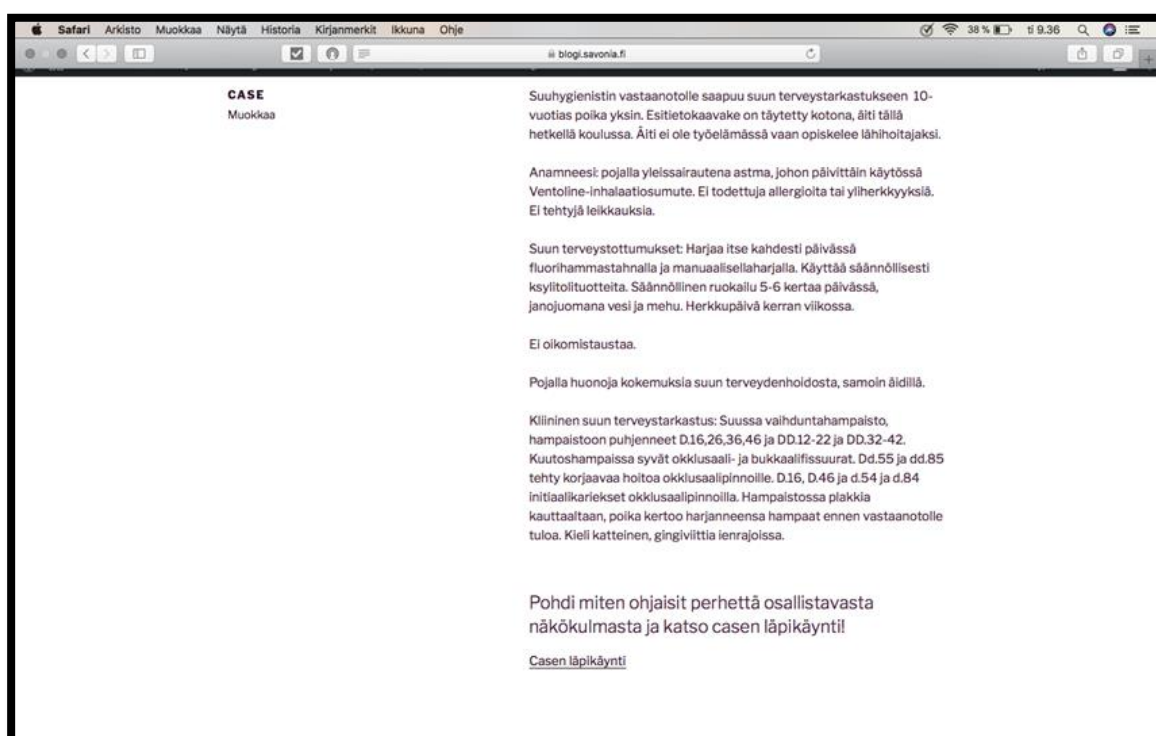 Safari Arkisto Muokkaa Näytä Historia Kirjanmerkit Ikkuna Ohje
38 % ti 9.36
blogi.savonia.fi
CASE
Muokkaa
Suuhygienistin vastaanotolle saapuu suun terveystarkastukseen 10-
vuotias poika yksin. Esitietokaavake on täytetty kotona, äiti tällä
hetkellä koulussa. Äiti ei ole työelämässä vaan opiskelee lähihoitajaksi.
Anamneesi: pojalla yleissairautena astma, johon päivittäin käytössä
Ventoline-inhalaatiosumute. Ei todettuja allergioita tai yliherkkyyksiä.
Ei tehtyjä leikkauksia.
Suun terveystottumukset: Harjaa itse kahdesti päivässä
fluorihammastahnalla ja manuaalisellaharjalla. Käyttää säännöllisesti
ksylitolituotteita. Säännöllinen ruokailu 5-6 kertaa päivässä,
janojuomana vesi ja mehu. Herkkupäivä kerran viikossa.
Ei oikomistaustaa.
Pojalla huonoja kokemuksia suun terveydenhoidosta, samoin äidillä.
Kliininen suun terveystarkastus: Suussa vaihduntahampaisto,
hampaistoon puhjenneet D.16,26,36,46 ja DD.12-22 ja DD.32-42.
Kuutoshampaissa syvät okklusaali- ja bukkaalifissuurat. Dd.55 ja dd.85
tehty korjaavaa hoitoa okklusaalipinnoille. D.16, D.46 ja d.54 ja d.84
initiaalikariekset okklusaalipinnoilla. Hampaistossa plakkia
kauttaaltaan, poika kertoo harjanneensa hampaat ennen vastaanotolle
tuloa. Kieli katteinen, gingiviittia ienrajoissa.
Pohdi miten ohjaisit perhettä osallistavasta
näkökulmasta ja katso casen läpikäynti!
Casen läpikäynti